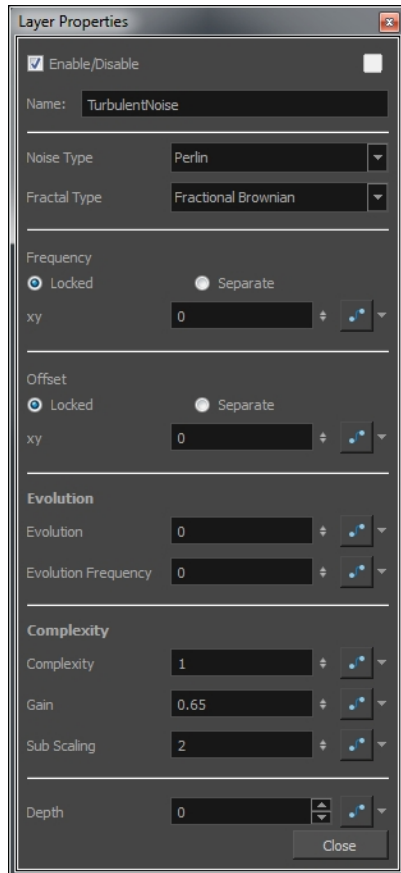 Layer Properties
Enable/Disable
Name: TurbulentNoise
Noise Type Perlin
Fractal Type Fractional Brownian
Frequency
Locked Separate
xy 0
Offset
Locked Separate
xy 0
Evolution
Evolution 0
Evolution Frequency 0
Complexity
Complexity 1
Gain 0.65
Sub Scaling 2
Depth 0
Close